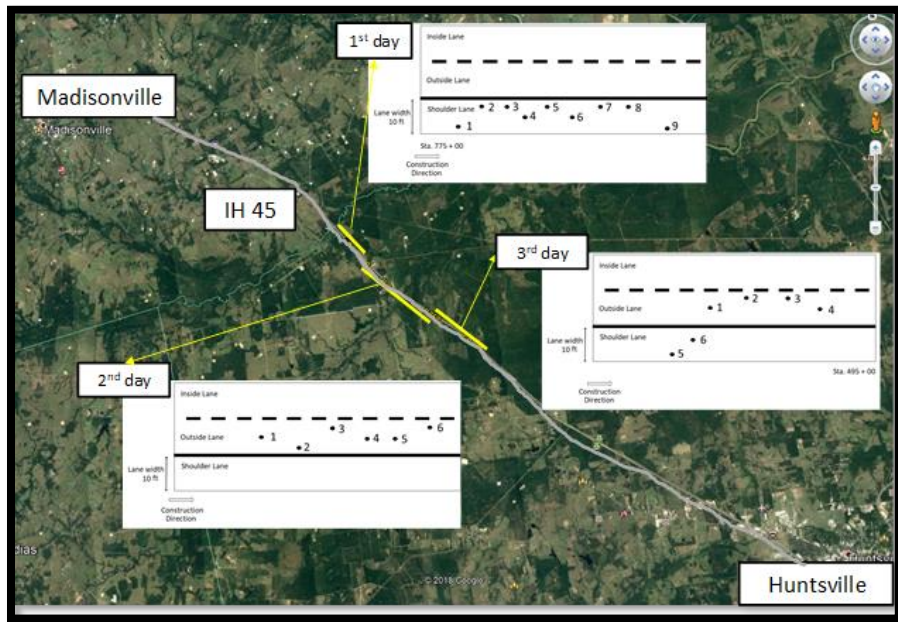 Madisonville
Madisonville
IH 45
1st day
Inside Lane
Outside Lane
Lane width
10 ft
Shoulder Lane
1
2
3
4
5
6
7
8
9
Sta. 775 + 00
Construction
Direction
3rd day
Inside Lane
Outside Lane
1
2
3
4
Lane width
10 ft
Shoulder Lane
5
6
Sta. 495 + 00
Construction
Direction
2nd day
Inside Lane
Outside Lane
1
2
3
4
5
6
Lane width
10 ft
Shoulder Lane
Construction
Direction
dias
© 2018 Google
Huntsville